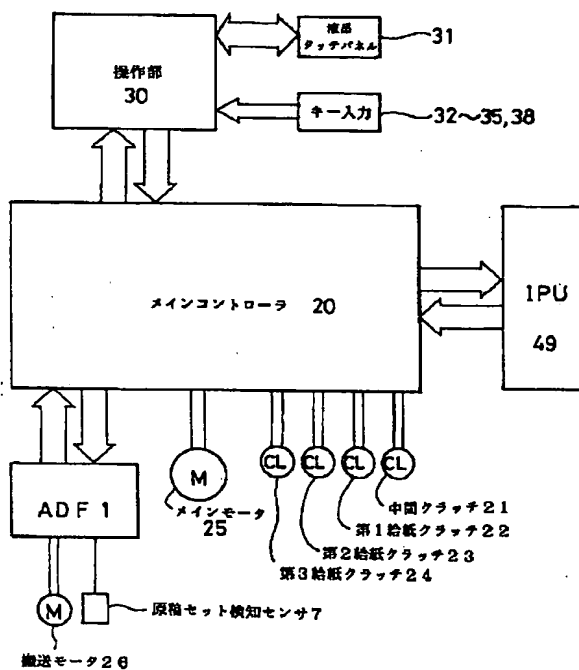 液晶
タッチパネル
31
操作部
30
キー入力
32〜35,38
メインコントローラ 20
IPU
49
ADF1
M
メインモータ
25
CL
CL
CL
CL
中間クラッチ21
第1給紙クラッチ22
第2給紙クラッチ23
第3給紙クラッチ24
M
原稿セット検知センサ7
搬送モータ26